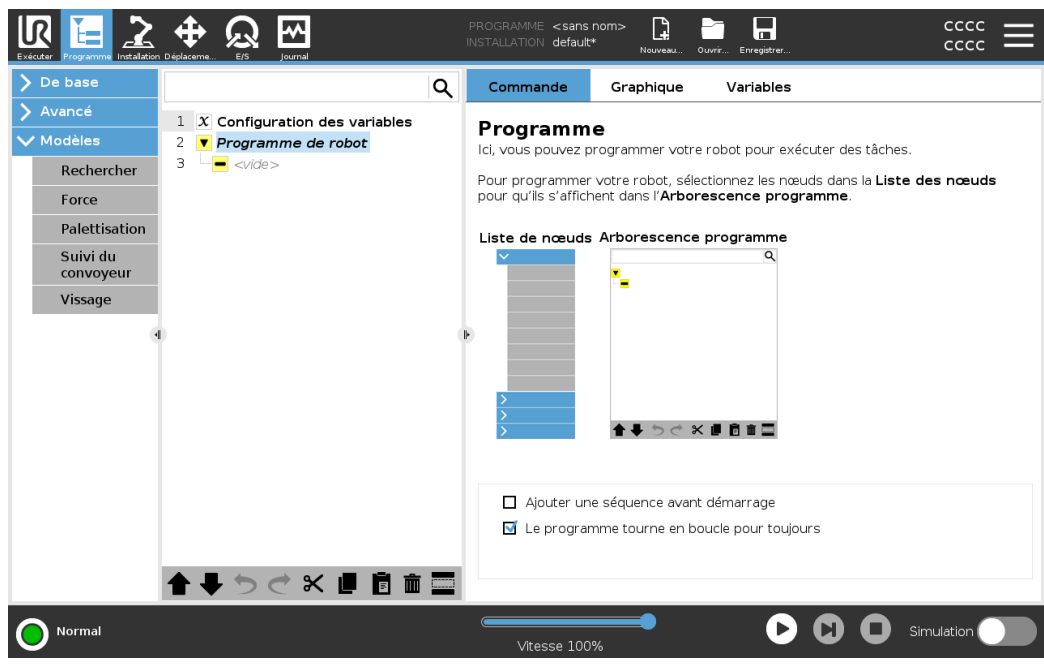 PROGRAMME <sans nom>
INSTALLATION default*
UR
Exécuter
Programme
Installation
Déplaceme...
E/S
Journal
Nouveau...
Ouvrir...
Enregistrer...
CCCC
CCCC
De base
Avancé
Modèles
Rechercher
Force
Palettisation
Suivi du
convoyeur
Vissage
1 X Configuration des variables
2 Programme de robot
3 <vide>
Commande
Graphique
Variables
Programme
Ici, vous pouvez programmer votre robot pour exécuter des tâches.
Pour programmer votre robot, sélectionnez les nœuds dans la Liste des nœuds
pour qu'ils s'affichent dans l'Arborescence programme.
Liste de nœuds
Arborescence programme
Ajouter une séquence avant démarrage
Le programme tourne en boucle pour toujours
Normal
Vitesse 100%
Simulation